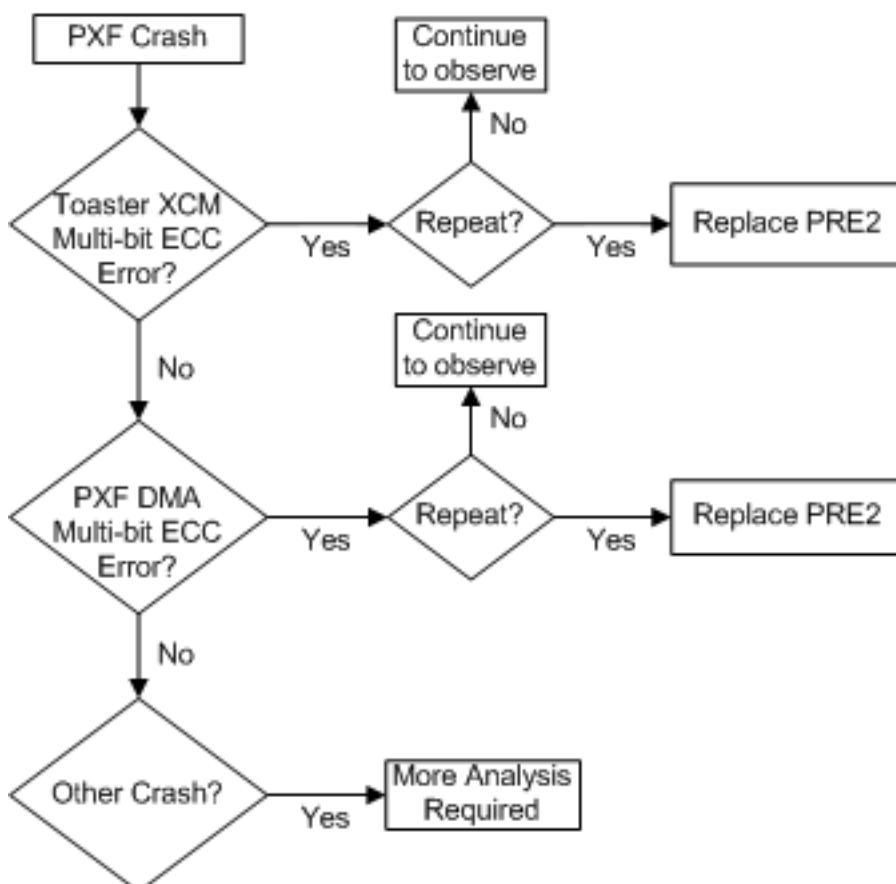 PXF Crash
Continue
to observe
No
Toaster XCM
Multi-bit ECC
Error?
Yes
Repeat?
Yes
Replace PRE2
No
Continue
to observe
No
PXF DMA
Multi-bit ECC
Error?
Yes
Repeat?
Yes
Replace PRE2
No
Other Crash?
Yes
More Analysis
Required